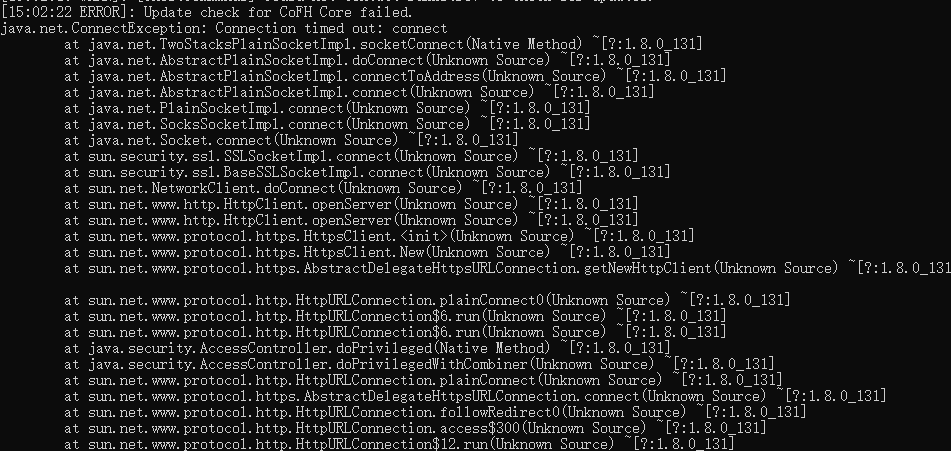 [15:02:22 ERROR]: Update check for CoFH Core failed.
java.net.ConnectException: Connection timed out: connect
at java.net.TwoStacksPlainSocketImpl.socketConnect(Native Method) ~[?:1.8.0_131]
at java.net.AbstractPlainSocketImpl.doConnect(Unknown Source) ~[?:1.8.0_131]
at java.net.AbstractPlainSocketImpl.connectToAddress(Unknown Source) ~[?:1.8.0_131]
at java.net.AbstractPlainSocketImpl.connect(Unknown Source) ~[?:1.8.0_131]
at java.net.PlainSocketImpl.connect(Unknown Source) ~[?:1.8.0_131]
at java.net.SocksSocketImpl.connect(Unknown Source) ~[?:1.8.0_131]
at java.net.Socket.connect(Unknown Source) ~[?:1.8.0_131]
at sun.security.ssl.SSLSocketImpl.connect(Unknown Source) ~[?:1.8.0_131]
at sun.security.ssl.BaseSSLSocketImpl.connect(Unknown Source) ~[?:1.8.0_131]
at sun.net.NetworkClient.doConnect(Unknown Source) ~[?:1.8.0_131]
at sun.net.www.http.HttpClient.openServer(Unknown Source) ~[?:1.8.0_131]
at sun.net.www.http.HttpClient.openServer(Unknown Source) ~[?:1.8.0_131]
at sun.net.www.protocol.https.HttpsClient.<init>(Unknown Source) ~[?:1.8.0_131]
at sun.net.www.protocol.https.HttpsClient.New(Unknown Source) ~[?:1.8.0_131]
at sun.net.www.protocol.https.AbstractDelegateHttpsURLConnection.getNewHttpClient(Unknown Source) ~[?:1.8.0_131
at sun.net.www.protocol.http.HttpURLConnection.plainConnect0(Unknown Source) ~[?:1.8.0_131]
at sun.net.www.protocol.http.HttpURLConnection$6.run(Unknown Source) ~[?:1.8.0_131]
at sun.net.www.protocol.http.HttpURLConnection$6.run(Unknown Source) ~[?:1.8.0_131]
at java.security.AccessController.doPrivileged(Native Method) ~[?:1.8.0_131]
at java.security.AccessController.doPrivilegedWithCombiner(Unknown Source) ~[?:1.8.0_131]
at sun.net.www.protocol.http.HttpURLConnection.plainConnect(Unknown Source) ~[?:1.8.0_131]
at sun.net.www.protocol.https.AbstractDelegateHttpsURLConnection.connect(Unknown Source) ~[?:1.8.0_131]
at sun.net.www.protocol.http.HttpURLConnection.followRedirect0(Unknown Source) ~[?:1.8.0_131]
at sun.net.www.protocol.http.HttpURLConnection.access$300(Unknown Source) ~[?:1.8.0_131]
at sun.net.www.protocol.http.HttpURLConnection$12.run(Unknown Source) ~[?:1.8.0_131]